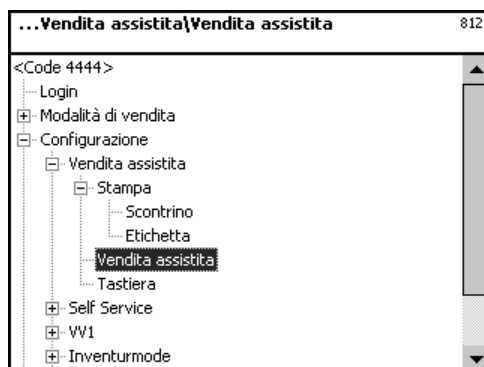 ...Vendita assistita\Vendita assistita 812
<Code 4444>
Login
Modalità di vendita
Configurazione
Vendita assistita
Stampa
Scontrino
Etichetta
Vendita assistita
Tastiera
Self Service
VV1
Inventurmode